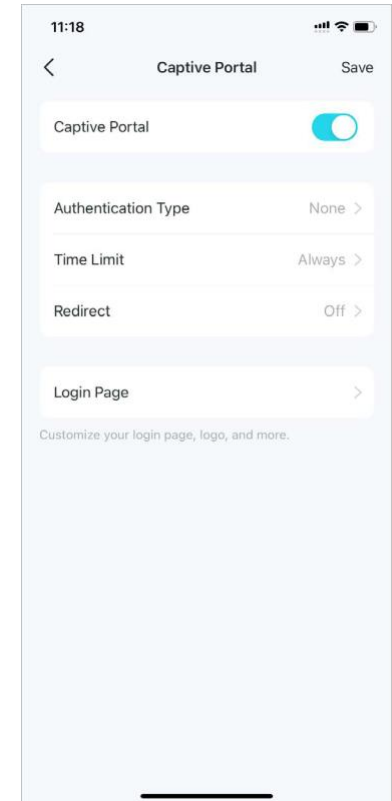 11:18
Captive Portal Save
Captive Portal
Authentication Type None
Time Limit Always
Redirect Off
Login Page
Customize your login page, logo, and more.